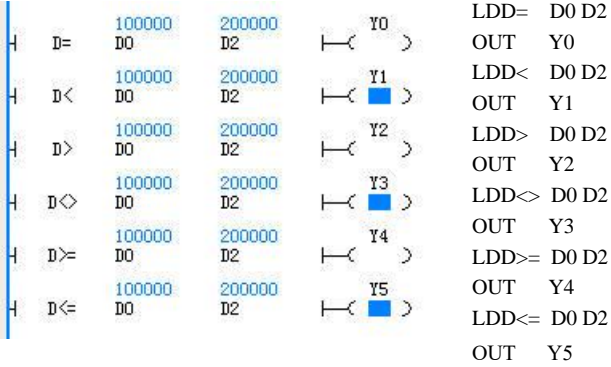 100000 200000 Y0
D= D0 D2
100000 200000 Y1
D< D0 D2
100000 200000 Y2
D> D0 D2
100000 200000 Y3
D<> D0 D2
100000 200000 Y4
D>= D0 D2
100000 200000 Y5
D<= D0 D2
LDD= D0 D2
OUT Y0
LDD< D0 D2
OUT Y1
LDD> D0 D2
OUT Y2
LDD<> D0 D2
OUT Y3
LDD>= D0 D2
OUT Y4
LDD<= D0 D2
OUT Y5